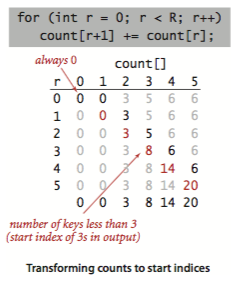 for (int r = 0; r < R; r++)
count[r+1] += count[r];
always 0
count[]
r 0 1 2 3 4 5
0 0 0 3 5 6 6
1 0 0 3 5 6 6
2 0 0 3 5 6 6
3 0 0 3 8 6 6
4 0 0 3 8 14 6
5 0 0 3 8 14 20
0 0 3 8 14 20
number of keys less than 3
(start index of 3s in output)
Transforming counts to start indices